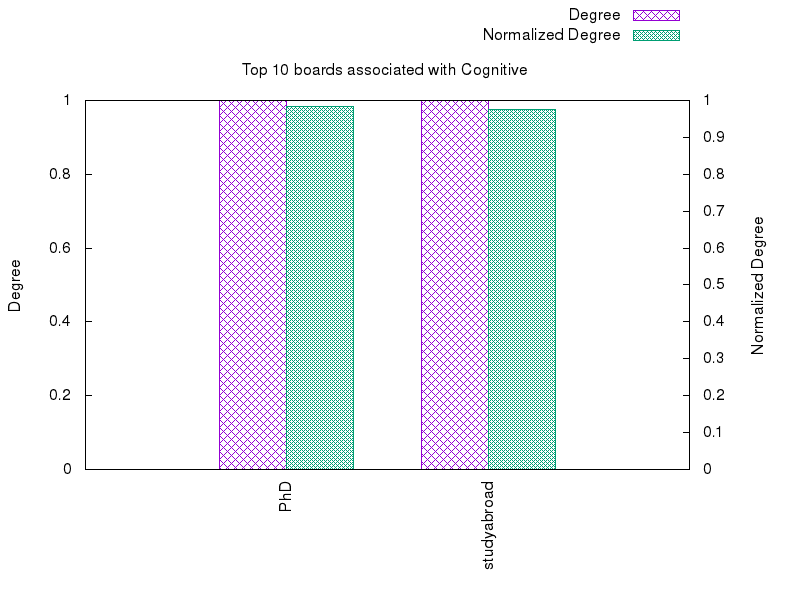 Degree
Normalized Degree
Top 10 boards associated with Cognitive
1
0.8
0.6
0.4
0.2
0
1
0.9
0.8
0.7
0.6
0.5
0.4
0.3
0.2
0.1
0
Degree
Normalized Degree
PhD
studyabroad